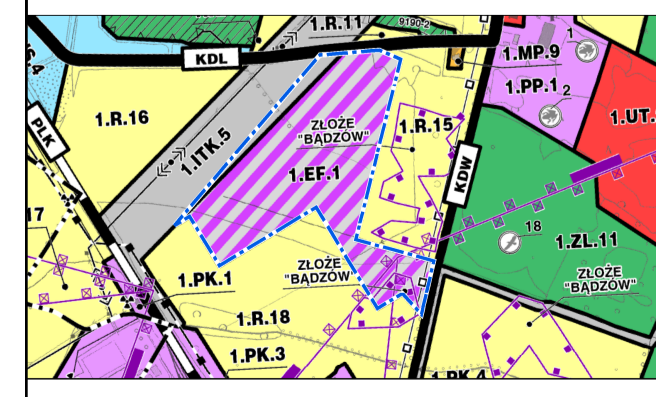 1.R.11
9190-2
KDL
1.MP.9
1
1.PP.1
2
1.R.16
ZŁOŻE
"BĄDZÓW"
1.R.15
1.UT.
PLK
1.ITK.5
1.EF.1
KDW
17
18
1.ZL.11
ZŁOŻE
"BĄDZÓW"
ZŁOŻE
"BĄDZÓW"
1.PK.1
1.R.18
1.PK.3
1.PK.4